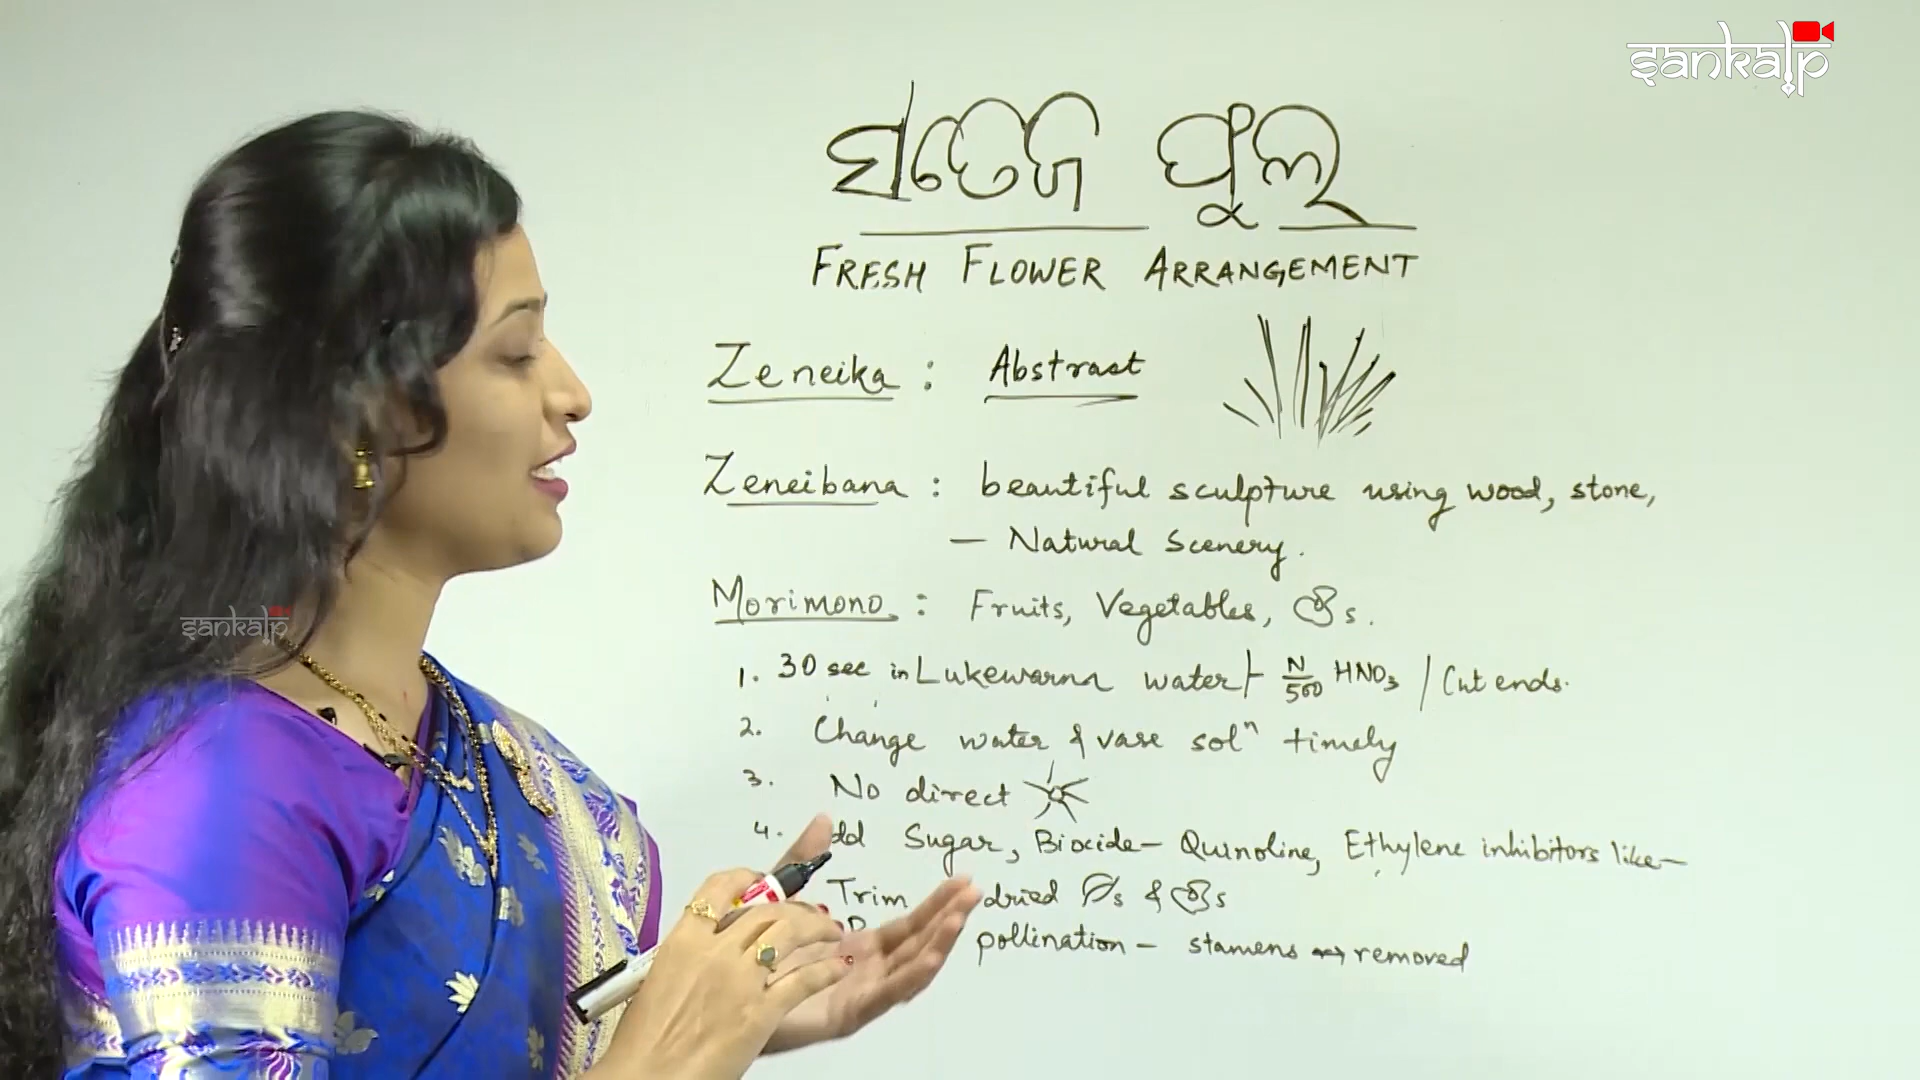 sankalp
ସତେଜ ଫୁଲ
FRESH FLOWER ARRANGEMENT
Zeneika : Abstract
Zeneibana : beautiful sculpture using wood, stone,
— Natural Scenery.
Morimono : Fruits, Vegetables, s.
1. 30 sec in Lukewarm water/- N/500 HNO3 / Cut ends.
2. Change water & vase solⁿ timely
3. No direct
4. dd Sugar, Biocide - Quinoline, Ethylene inhibitors like -
Trim dried s & s
pollination - stamens → removed
sankalp